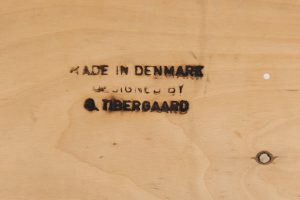 MADE IN DENMARK
DESIGNED BY
G. TIBERGAARD